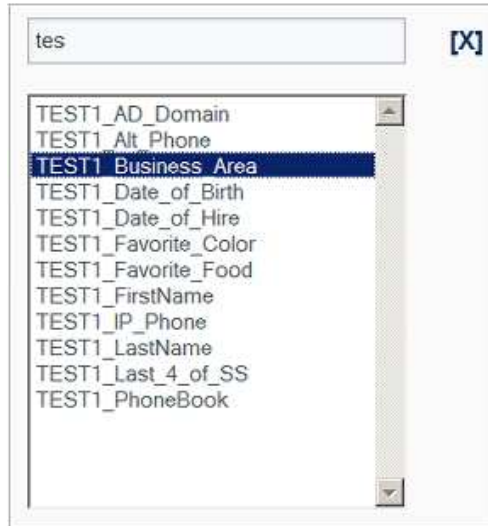 tes
[X]
TEST1_AD_Domain
TEST1_Alt_Phone
TEST1_Business_Area
TEST1_Date_of_Birth
TEST1_Date_of_Hire
TEST1_Favorite_Color
TEST1_Favorite_Food
TEST1_FirstName
TEST1_IP_Phone
TEST1_LastName
TEST1_Last_4_of_SS
TEST1_PhoneBook